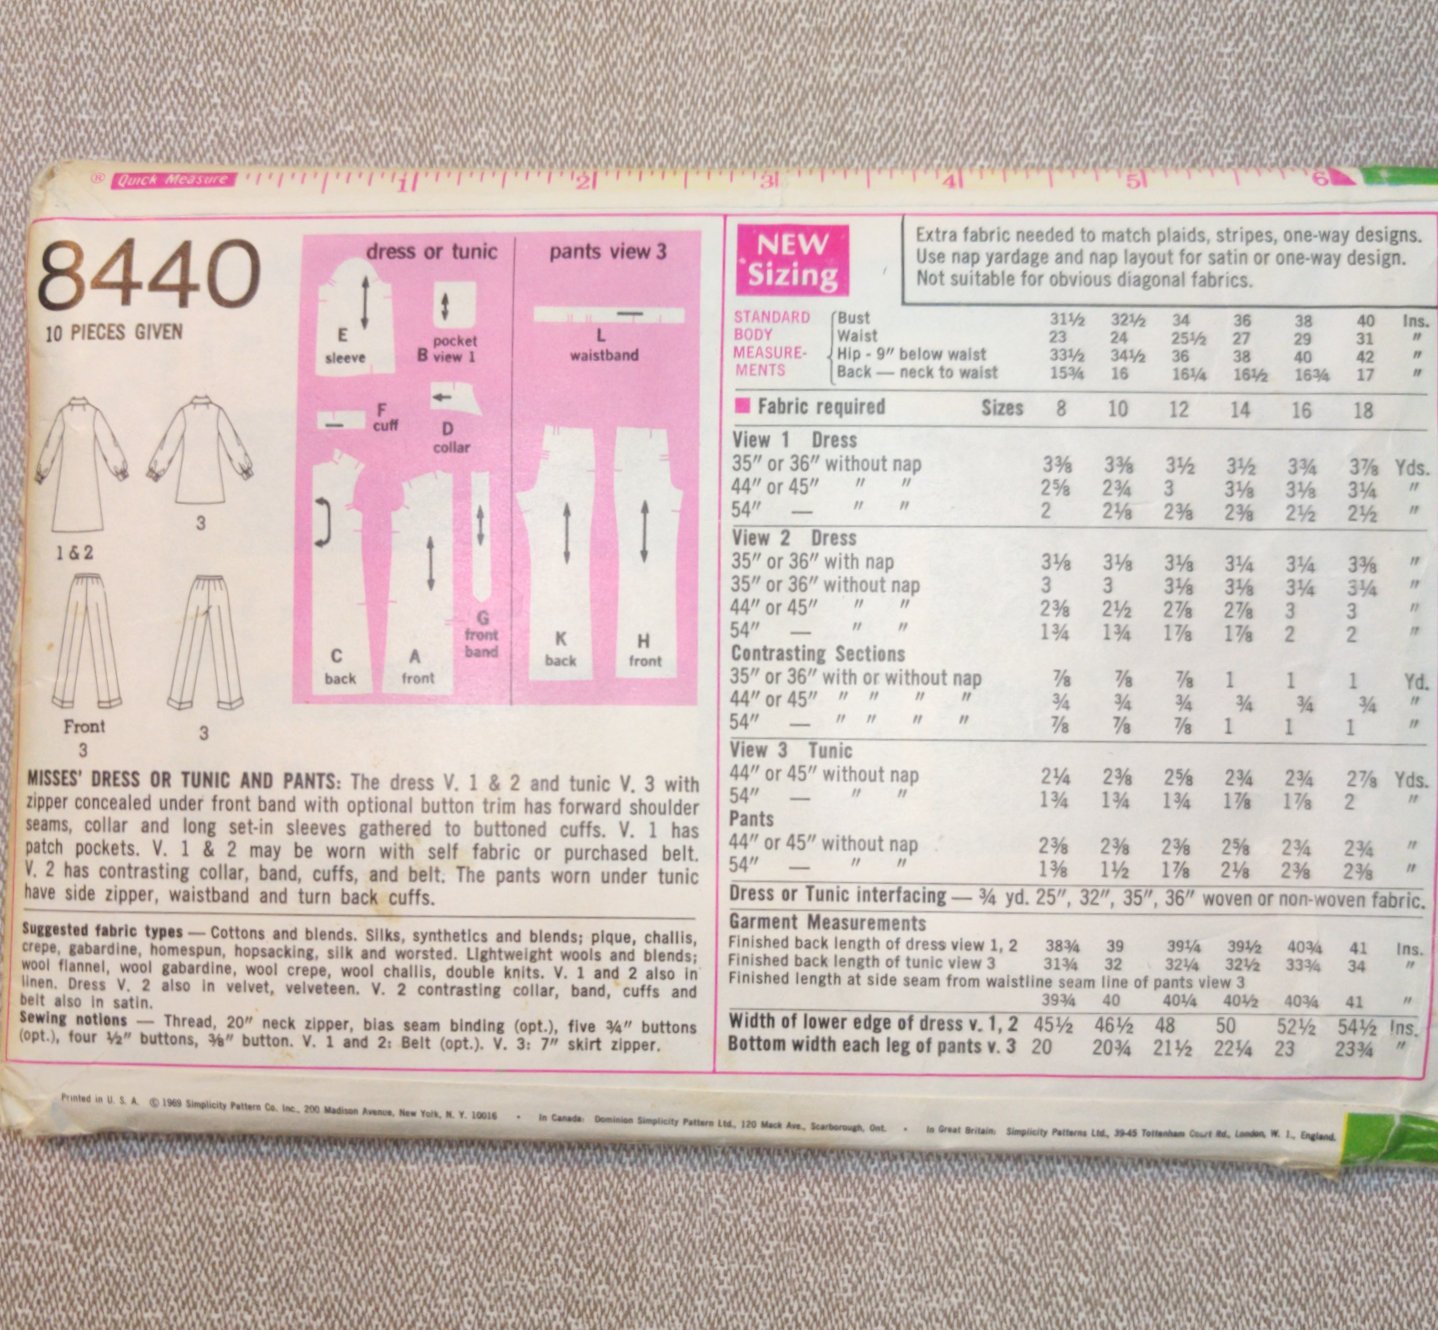 ® Quick Measure 1 2 3 4 5 6
8440
10 PIECES GIVEN
1 & 2
3
Front
3
3
dress or tunic
pants view 3
E
sleeve
pocket
B view 1
F
cuff
D
collar
C
back
A
front
G
front
band
L
waistband
K
back
H
front
MISSES' DRESS OR TUNIC AND PANTS: The dress V. 1 & 2 and tunic V. 3 with
zipper concealed under front band with optional button trim has forward shoulder
seams, collar and long set-in sleeves gathered to buttoned cuffs. V. 1 has
patch pockets. V. 1 & 2 may be worn with self fabric or purchased belt.
V. 2 has contrasting collar, band, cuffs, and belt. The pants worn under tunic
have side zipper, waistband and turn back cuffs.
Suggested fabric types — Cottons and blends. Silks, synthetics and blends; pique, challis,
crepe, gabardine, homespun, hopsacking, silk and worsted. Lightweight wools and blends;
wool flannel, wool gabardine, wool crepe, wool challis, double knits. V. 1 and 2 also in
linen. Dress V. 2 also in velvet, velveteen. V. 2 contrasting collar, band, cuffs and
belt also in satin.
Sewing notions — Thread, 20" neck zipper, bias seam binding (opt.), five ¾" buttons
(opt.), four ½" buttons, ⅜" button. V. 1 and 2: Belt (opt.). V. 3: 7" skirt zipper.
NEW
Sizing
Extra fabric needed to match plaids, stripes, one-way designs.
Use nap yardage and nap layout for satin or one-way design.
Not suitable for obvious diagonal fabrics.
STANDARD Bust 31½ 32½ 34 36 38 40 Ins.
BODY Waist 23 24 25½ 27 29 31 "
MEASURE- Hip - 9" below waist 33½ 34½ 36 38 40 42 "
MENTS Back — neck to waist 15¾ 16 16¼ 16½ 16¾ 17 "
Fabric required Sizes 8 10 12 14 16 18
View 1 Dress
35" or 36" without nap 3⅜ 3⅜ 3½ 3½ 3¾ 3⅞ Yds.
44" or 45" " " 2⅝ 2¾ 3 3⅛ 3⅛ 3¼ "
54" — " " 2 2⅛ 2⅜ 2⅜ 2½ 2½ "
View 2 Dress
35" or 36" with nap 3⅛ 3⅛ 3⅛ 3¼ 3¼ 3⅜ "
35" or 36" without nap 3 3 3⅛ 3⅛ 3¼ 3¼ "
44" or 45" " " 2⅜ 2½ 2⅞ 2⅞ 3 3 "
54" — " " 1¾ 1¾ 1⅞ 1⅞ 2 2 "
Contrasting Sections
35" or 36" with or without nap ⅞ ⅞ ⅞ 1 1 1 Yd.
44" or 45" " " " " ¾ ¾ ¾ ¾ ¾ ¾ "
54" — " " " " ⅞ ⅞ ⅞ 1 1 1 "
View 3 Tunic
44" or 45" without nap 2¼ 2⅜ 2⅝ 2¾ 2¾ 2⅞ Yds.
54" — " " 1¾ 1¾ 1¾ 1⅞ 1⅞ 2 "
Pants
44" or 45" without nap 2⅜ 2⅜ 2⅜ 2⅝ 2¾ 2¾ "
54" — " " 1⅜ 1½ 1⅞ 2⅛ 2⅜ 2⅜ "
Dress or Tunic interfacing — ¾ yd. 25", 32", 35", 36" woven or non-woven fabric.
Garment Measurements
Finished back length of dress view 1, 2 38¾ 39 39¼ 39½ 40¾ 41 Ins.
Finished back length of tunic view 3 31¾ 32 32¼ 32½ 33¾ 34 "
Finished length at side seam from waistline seam line of pants view 3
39¾ 40 40¼ 40½ 40¾ 41 "
Width of lower edge of dress v. 1, 2 45½ 46½ 48 50 52½ 54½ Ins.
Bottom width each leg of pants v. 3 20 20¾ 21½ 22¼ 23 23¾ "
Printed in U. S. A. © 1969 Simplicity Pattern Co. Inc., 200 Madison Avenue, New York, N. Y. 10016 • In Canada: Dominion Simplicity Pattern Ltd., 120 Mack Ave., Scarborough, Ont. • In Great Britain: Simplicity Patterns Ltd., 39-45 Tottenham Court Rd., London, W. 1., England.